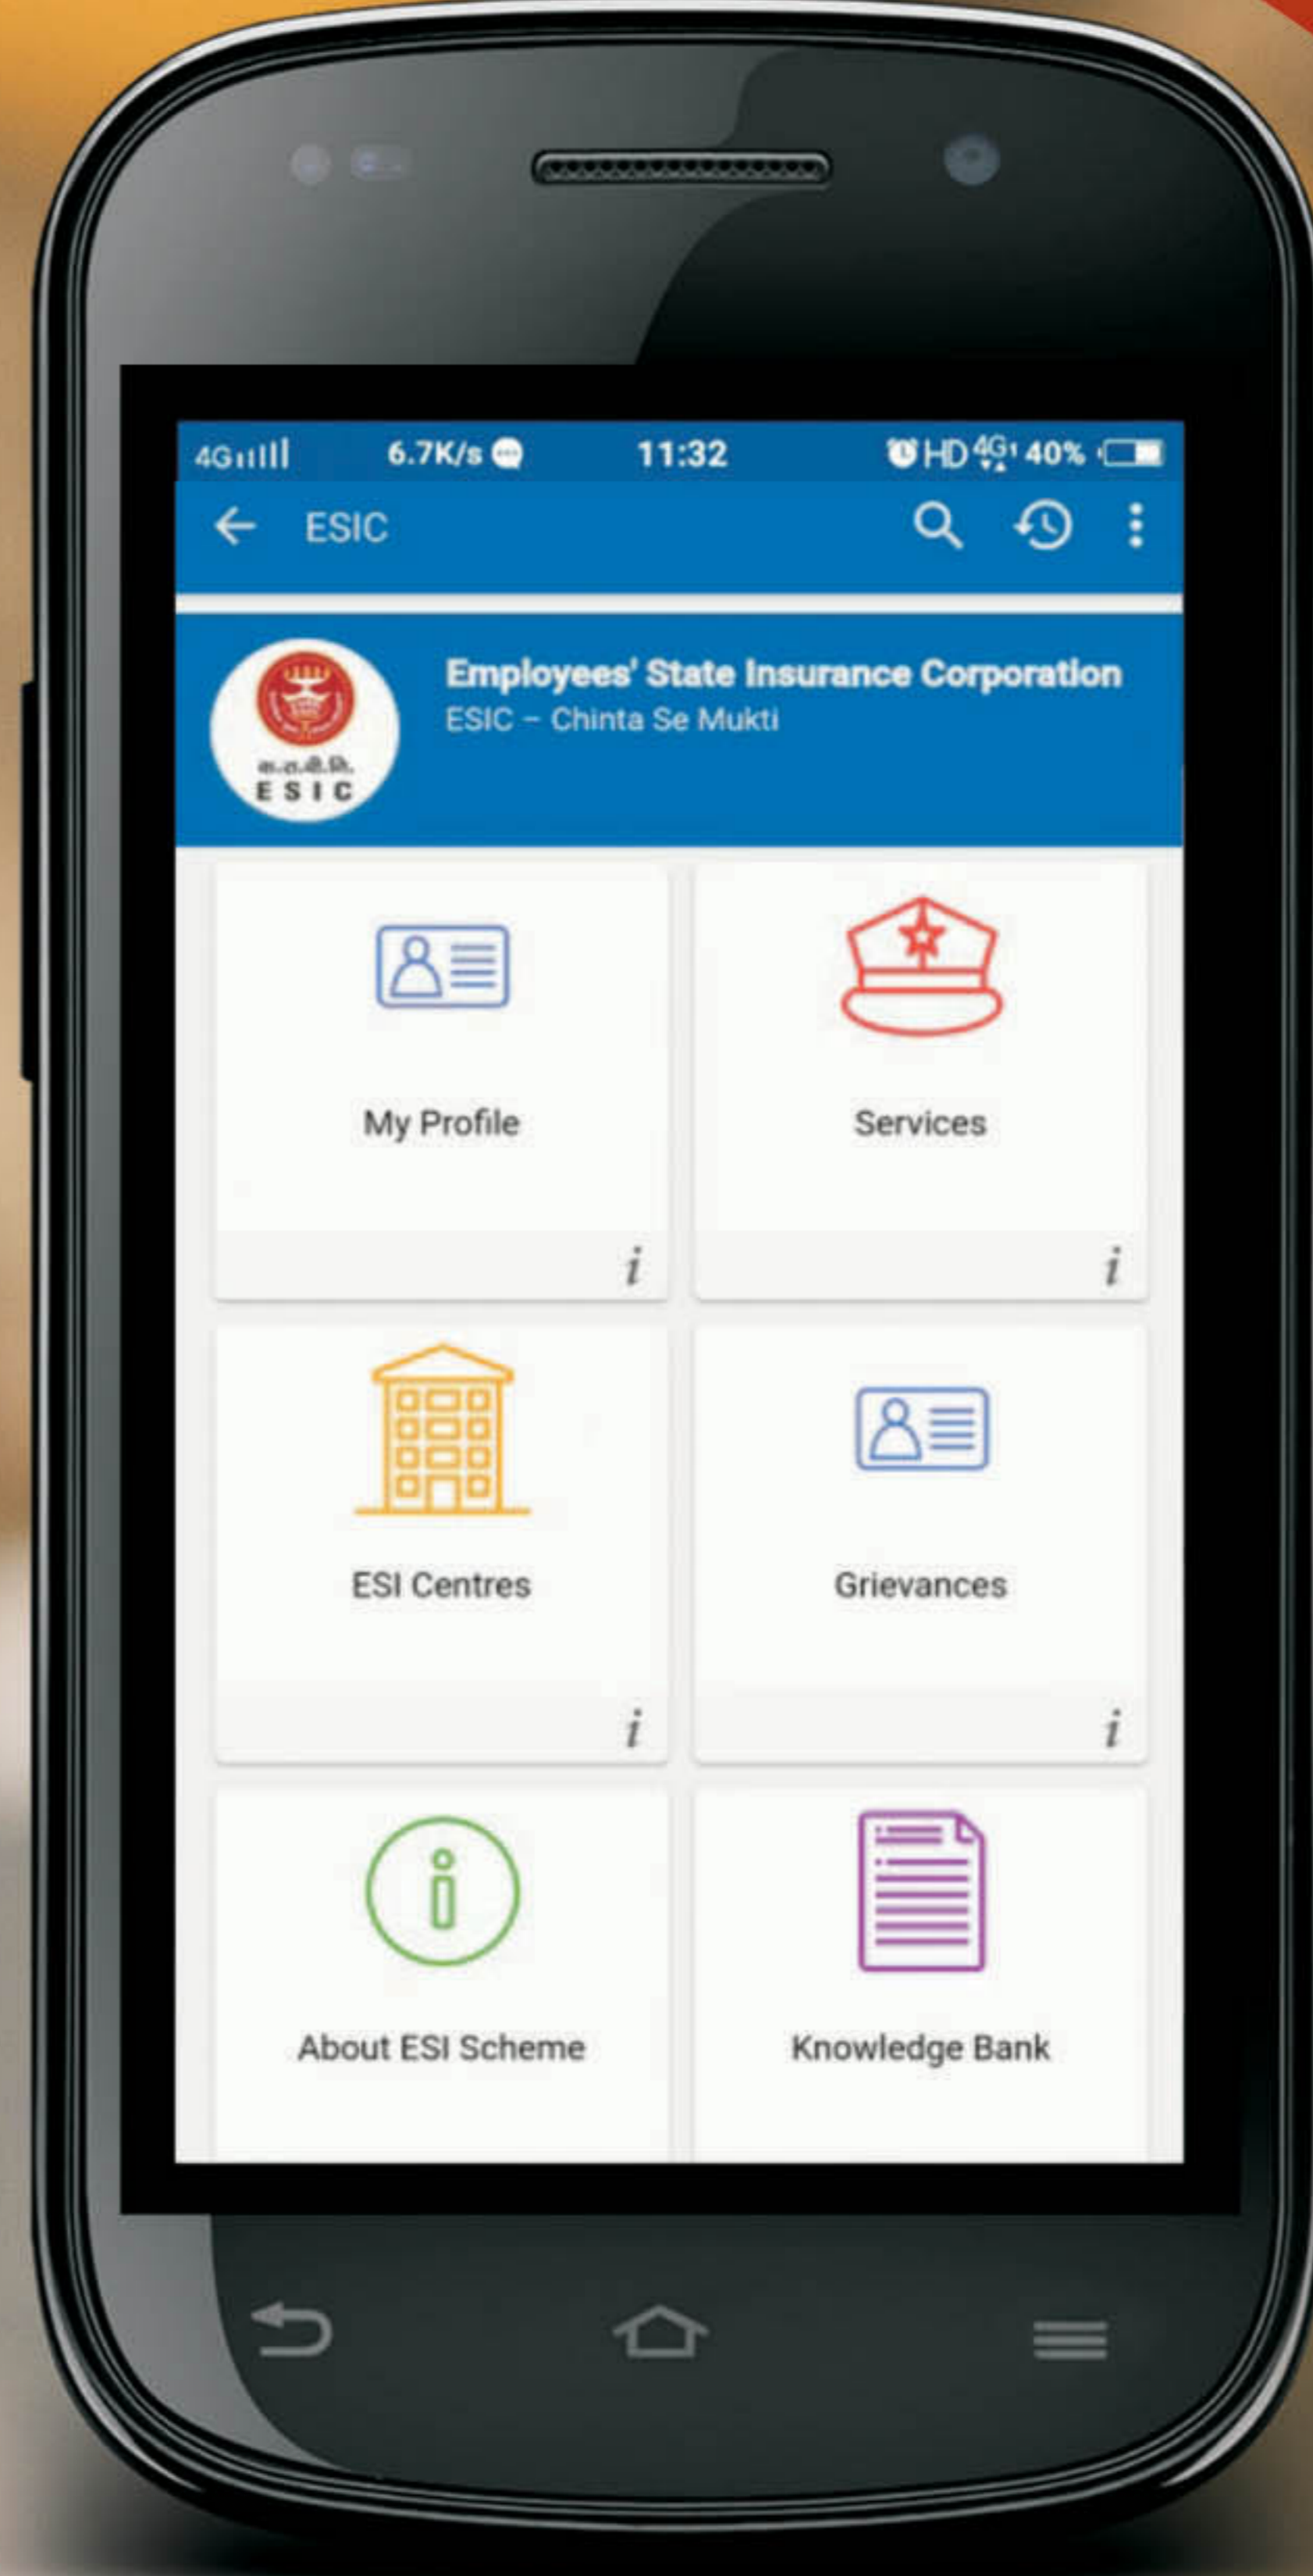 4G 6.7K/s 11:32 HD 4G 40%
ESIC
Employees' State Insurance Corporation
ESIC – Chinta Se Mukti
क.रा.बी.नि.
ESIC
My Profile
Services
i
i
ESI Centres
Grievances
i
i
About ESI Scheme
Knowledge Bank